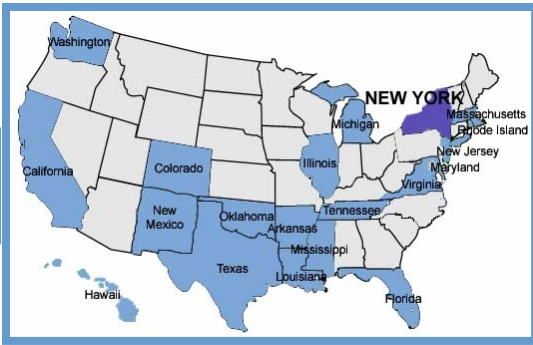 Washington
NEW YORK
Massachusetts
Michigan
Rhode Island
New Jersey
Illinois
Maryland
Colorado
California
Virginia
New
Mexico
Oklahoma
Tennessee
Arkansas
Mississippi
Texas
Louisiana
Hawaii
Florida